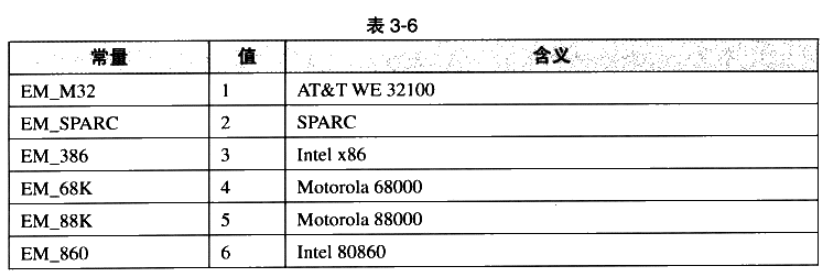 表 3-6
常量 值 含义
EM_M32 1 AT&T WE 32100
EM_SPARC 2 SPARC
EM_386 3 Intel x86
EM_68K 4 Motorola 68000
EM_88K 5 Motorola 88000
EM_860 6 Intel 80860